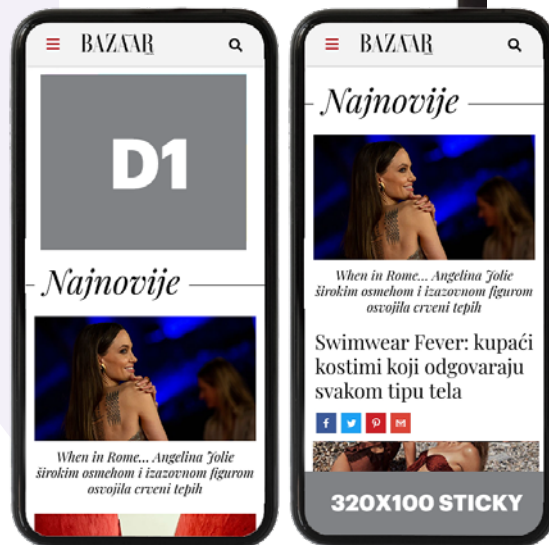 BAZAAR
D1
Najnovije
When in Rome... Angelina Jolie
širokim osmehom i izazovnom figurom
osvojila crveni tepih
BAZAAR
Najnovije
When in Rome... Angelina Jolie
širokim osmehom i izazovnom figurom
osvojila crveni tepih
Swimwear Fever: kupaći
kostimi koji odgovaraju
svakom tipu tela
320X100 STICKY